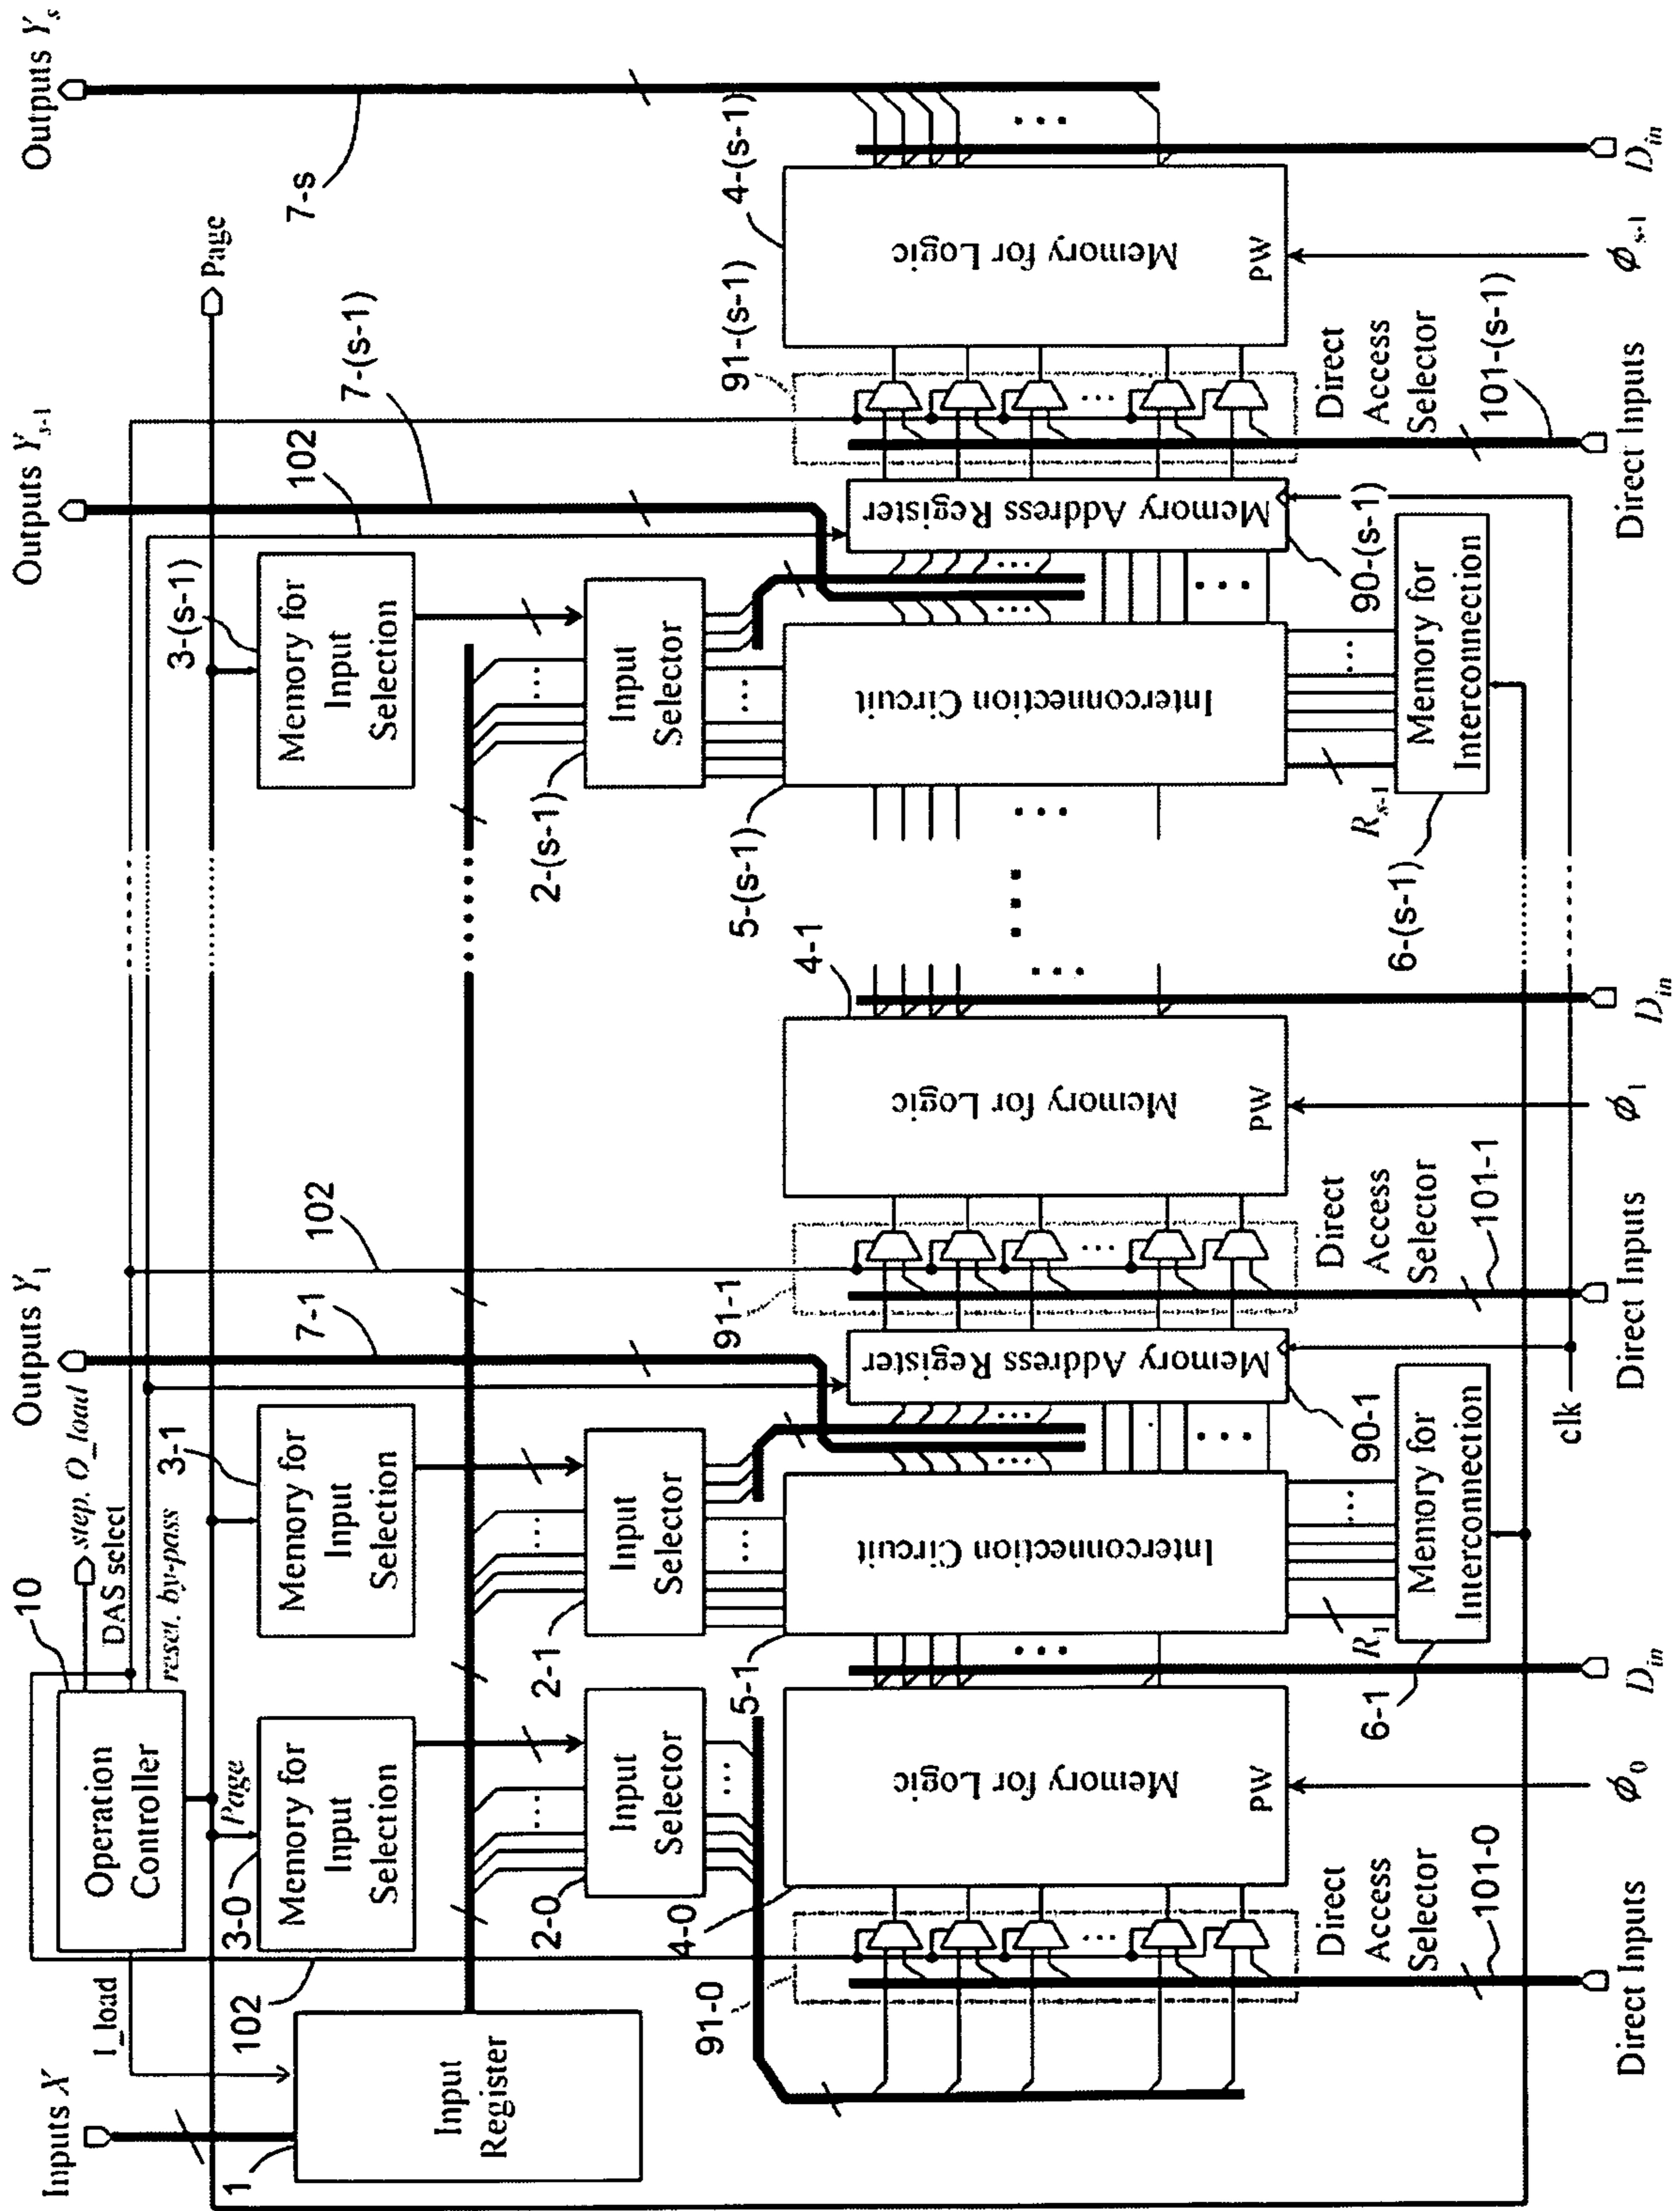 Inputs X
1
I_load
102
Input
Register
10
Operation
Controller
Page
step. O_load
DAS select
reset. by-pass
Outputs Y1
7-1
102
Outputs Ys-1
102
7-(s-1)
Page
Outputs Ys
7-s
3-0
Memory for
Input
Selection
3-1
Memory for
Input
Selection
3-(s-1)
Memory for
Input
Selection
2-0
Input
Selector
2-1
Input
Selector
2-(s-1)
Input
Selector
91-0
4-0
Memory for Logic
PW
5-1
Interconnection Circuit
Memory Address Register
90-1
91-1
4-1
Memory for Logic
PW
5-(s-1)
Interconnection Circuit
Memory Address Register
90-(s-1)
91-(s-1)
4-(s-1)
Memory for Logic
PW
Direct
Access
Selector
101-0
Direct Inputs
ϕ0
Din
R1
6-1
Memory for
Interconnection
clk
Direct
Access
Selector
101-1
Direct Inputs
ϕ1
Din
Rs-1
6-(s-1)
Memory for
Interconnection
Direct
Access
Selector
101-(s-1)
Direct Inputs
ϕs-1
Din